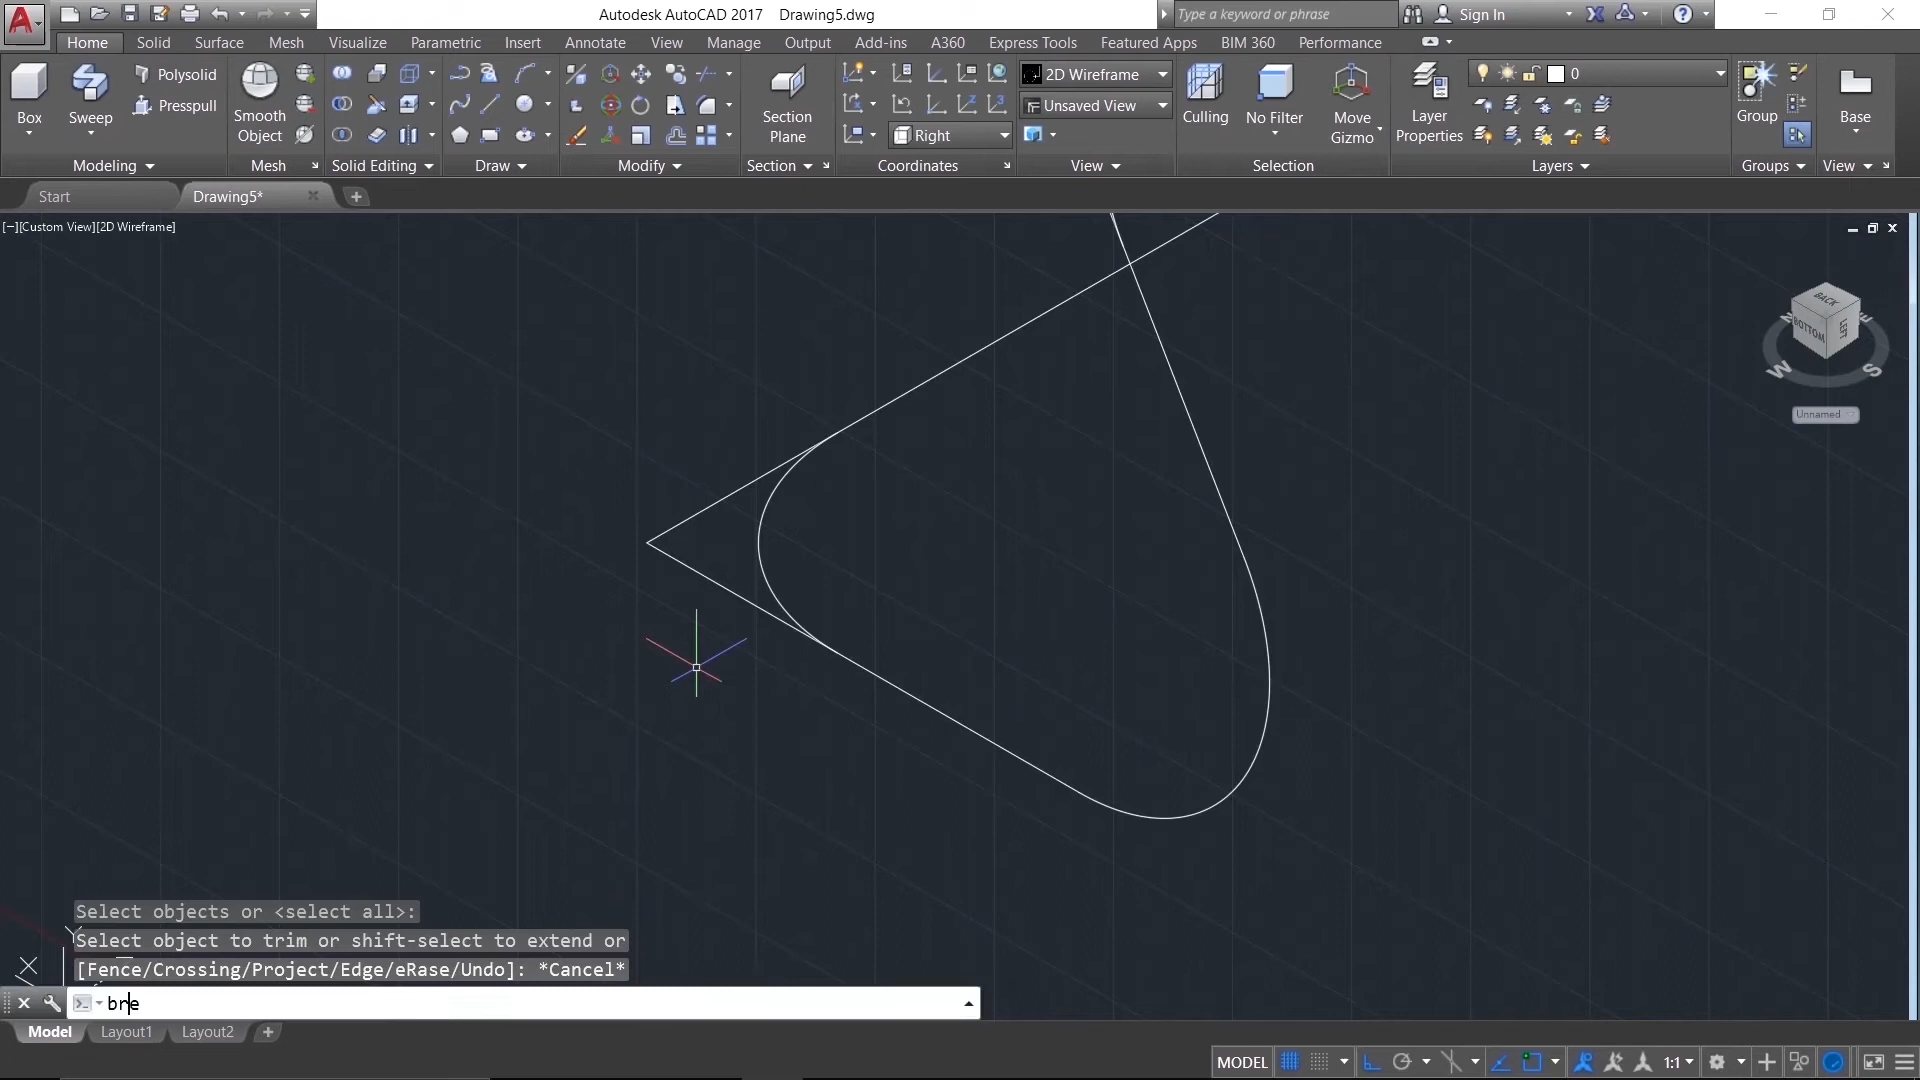 Autodesk AutoCAD 2017 Drawing5.dwg
Type a keyword or phrase
Sign In
Home Solid Surface Mesh Visualize Parametric Insert Annotate View Manage Output Add-ins A360 Express Tools Featured Apps BIM 360 Performance
Box
Sweep
Polysolid
Presspull
Smooth
Object
Section
Plane
Right
2D Wireframe
Unsaved View
Culling
No Filter
Move
Gizmo
Layer
Properties
0
Group
Base
Modeling Mesh Solid Editing Draw Modify Section Coordinates View Selection Layers Groups View
Start Drawing5*
[−][Custom View][2D Wireframe]
BACK
BOTTOM
LEFT
N
E
W
S
Unnamed
Select objects or <select all>:
Select object to trim or shift-select to extend or
[Fence/Crossing/Project/Edge/eRase/Undo]: *Cancel*
bre
Model Layout1 Layout2
MODEL
1:1